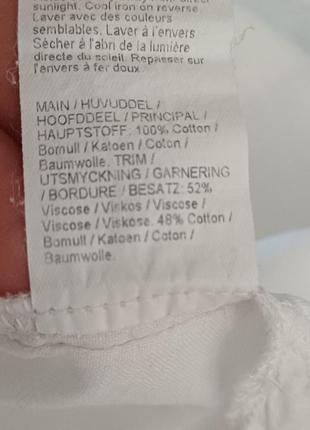 sunlight. Cool iron on reverse.
Laver avec des couleurs
semblables. Laver à l'envers
Sécher à l'abri de la lumière
directe du soleil. Repasser sur
l'envers à fer doux.
MAIN / HUVUDDEL /
HOOFDDEEL / PRINCIPAL /
HAUPTSTOFF: 100% Cotton /
Bomull / Katoen / Coton /
Baumwolle. TRIM /
UTSMYCKNING / GARNERING
/ BORDURE / BESATZ: 52%
Viscose / Viskos / Viscose /
Viscose / Viskose. 48% Cotton /
Bomull / Katoen / Coton /
Baumwolle.